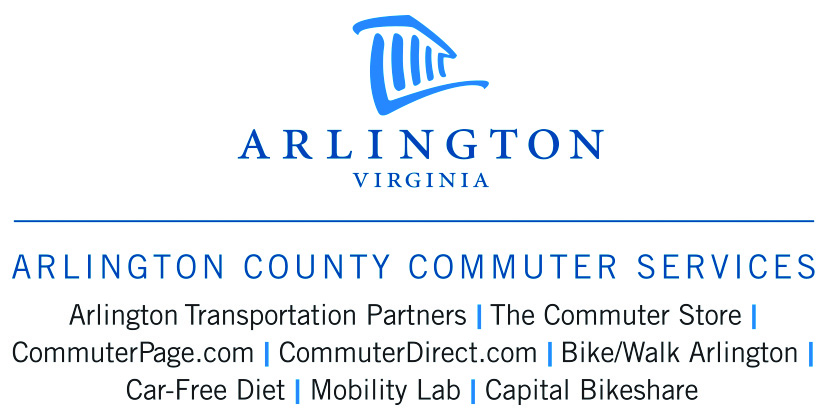 ARLINGTON
VIRGINIA
ARLINGTON COUNTY COMMUTER SERVICES
Arlington Transportation Partners | The Commuter Store |
CommuterPage.com | CommuterDirect.com | Bike/Walk Arlington |
Car-Free Diet | Mobility Lab | Capital Bikeshare